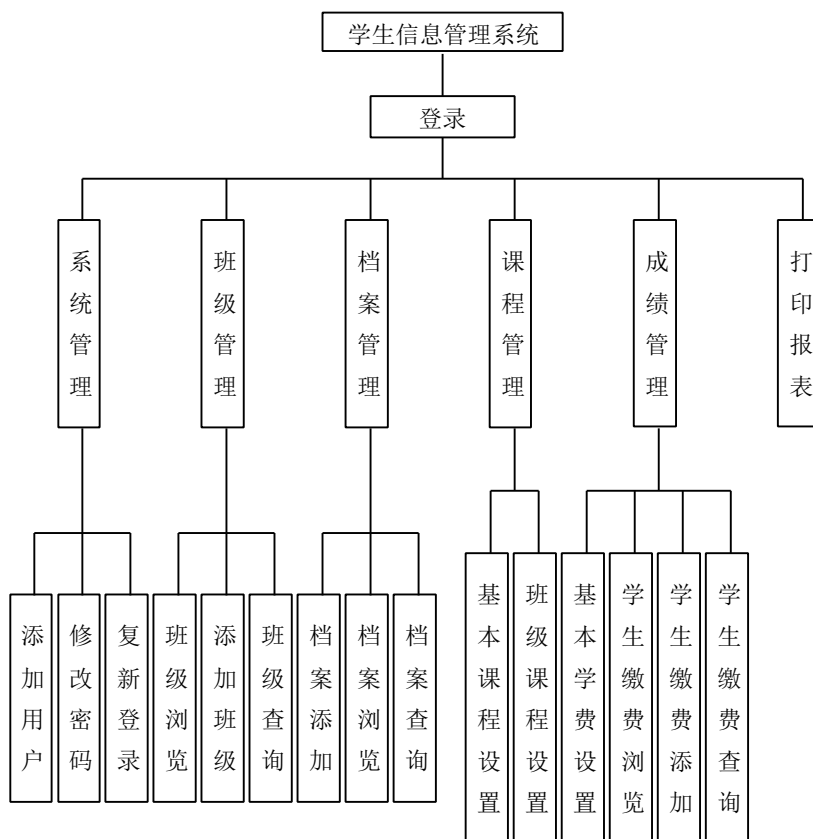 学生信息管理系统
登录
系统管理
班级管理
档案管理
课程管理
成绩管理
打印报表
添加用户
修改密码
复新登录
班级浏览
添加班级
班级查询
档案添加
档案浏览
档案查询
基本课程设置
班级课程设置
基本学费设置
学生缴费浏览
学生缴费添加
学生缴费查询